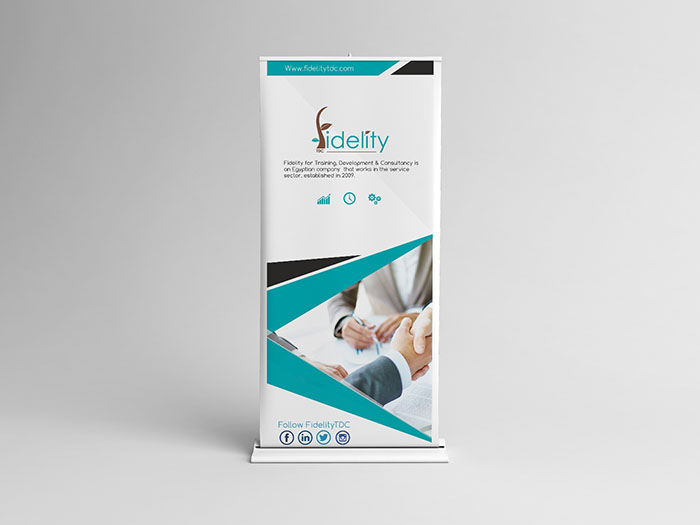 Www.fidelitytdc.com
Fidelity
TDC
Fidelity for Training, Development & Consultancy is
an Egyptian company that works in the service
sector, established in 2009.
Follow FidelityTDC